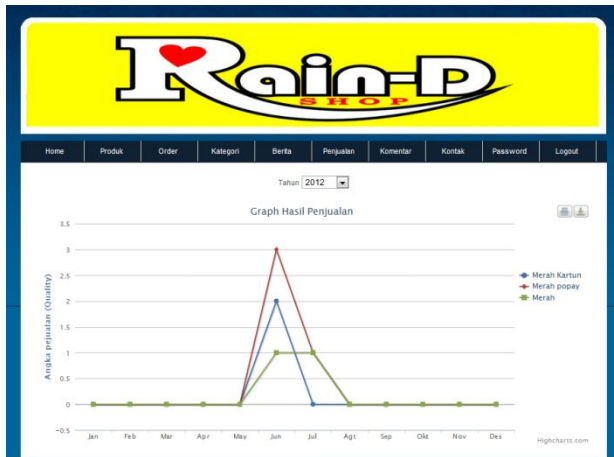 Rain-D
SHOP
Home Produk Order Kategori Berita Penjualan Komentar Kontak Password Logout
Tahun 2012
Graph Hasil Penjualan
Angka pejualan (Quality)
3.5
3
2.5
2
1.5
1
0.5
0
-0.5
Jan Feb Mar Apr May Jun Jul Agt Sep Okt Nov Des
Merah Kartun
Merah popay
Merah
Highcharts.com